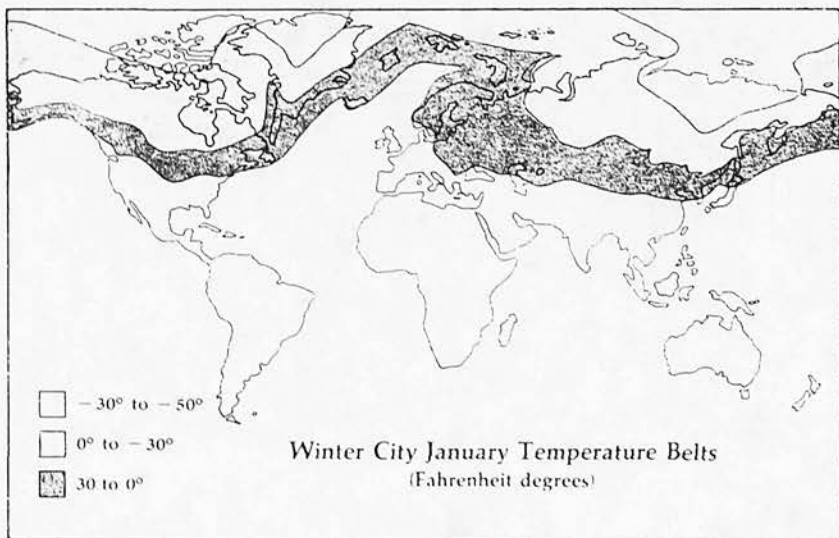 −30° to −50°
0° to −30°
30 to 0°
Winter City January Temperature Belts
(Fahrenheit degrees)